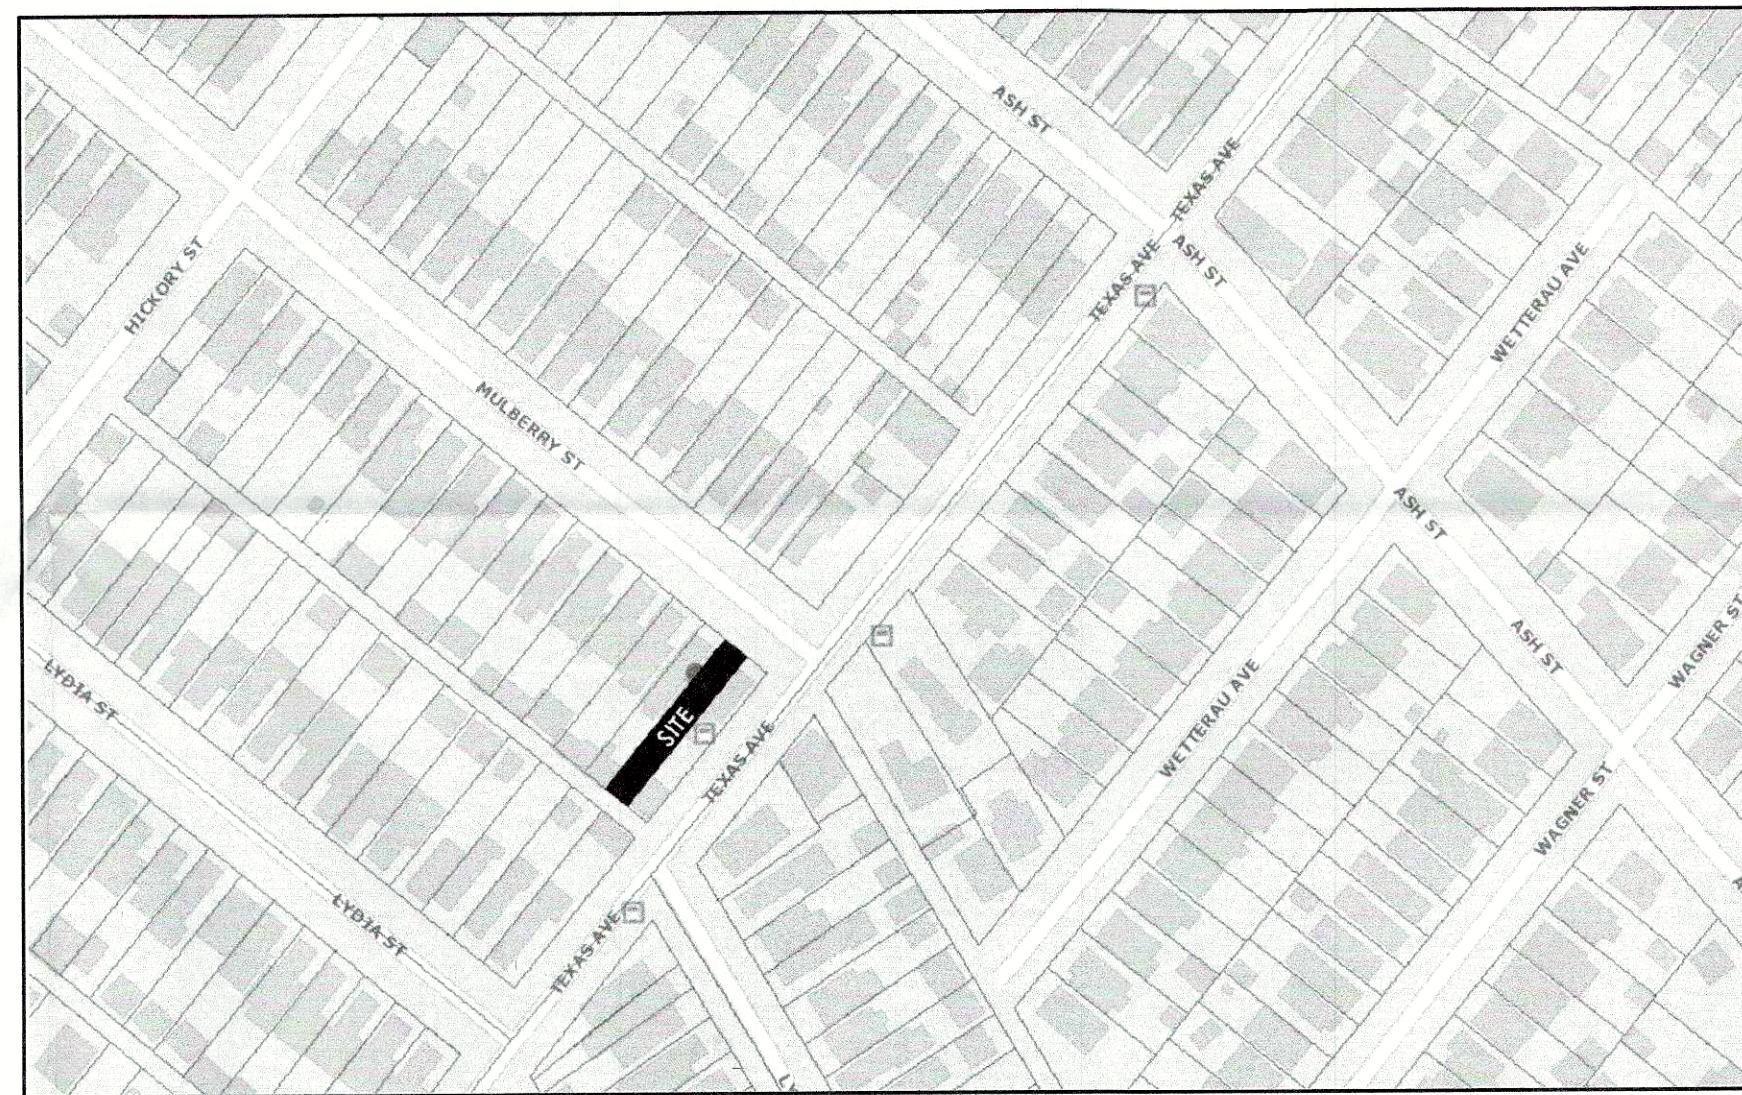 ASH ST
TEXAS AVE
TEXAS AVE
ASH ST
HICKORY ST
WETTERAU AVE
MULBERRY ST
ASH ST
ASH ST
WAGNER ST
LYDIA ST
SITE
TEXAS AVE
WETTERAU AVE
WAGNER ST
LYDIA ST
TEXAS AVE